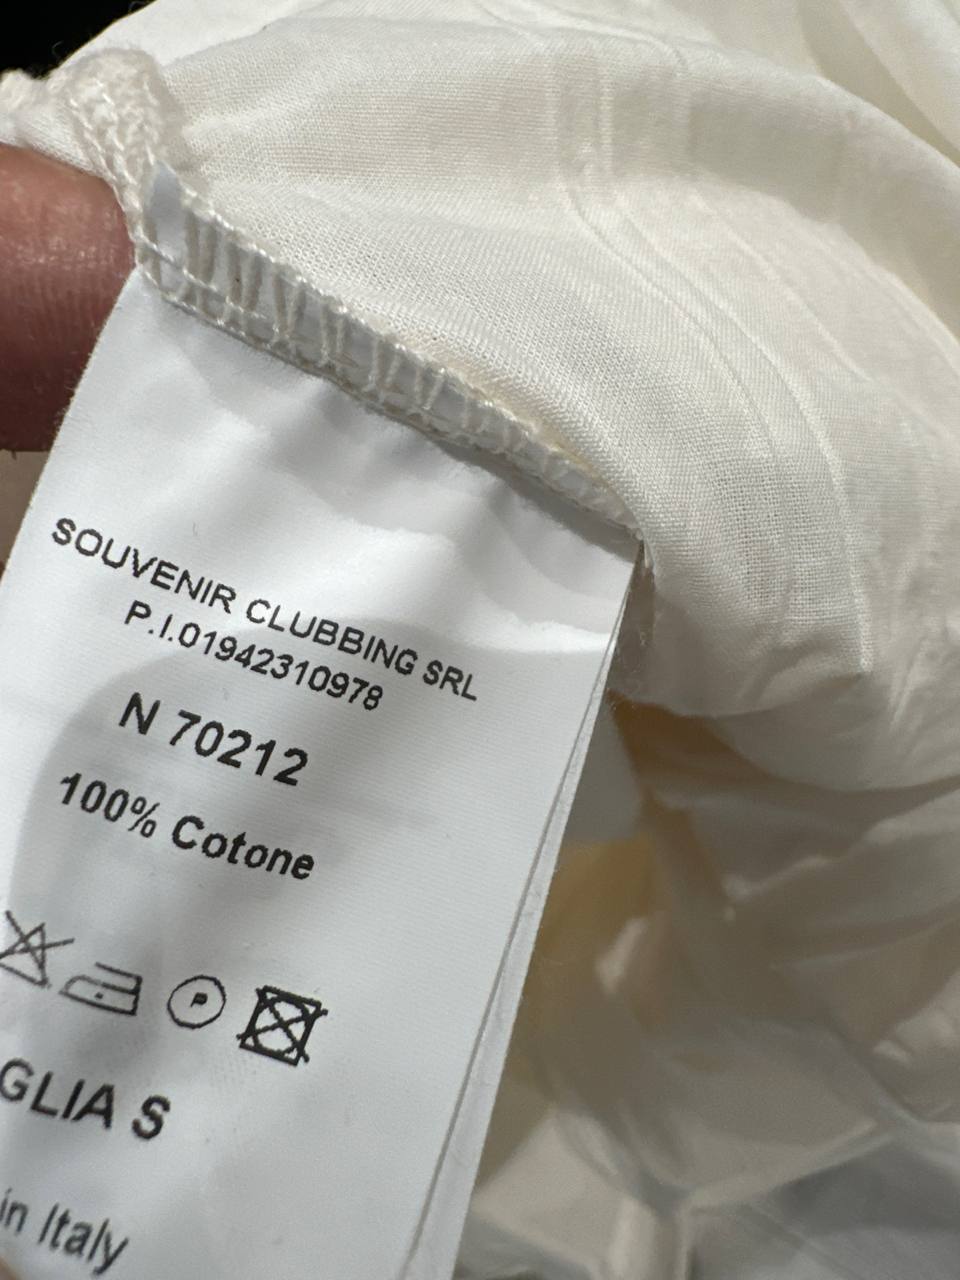 SOUVENIR CLUBBING SRL
P.I.01942310978
N 70212
100% Cotone
P
GLIA S
in Italy